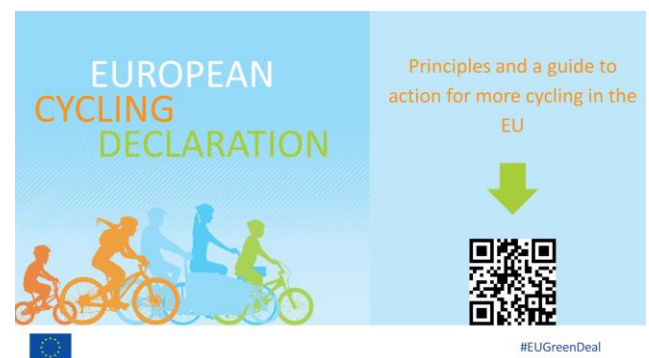 EUROPEAN
CYCLING
DECLARATION
Principles and a guide to
action for more cycling in the
EU
#EUGreenDeal